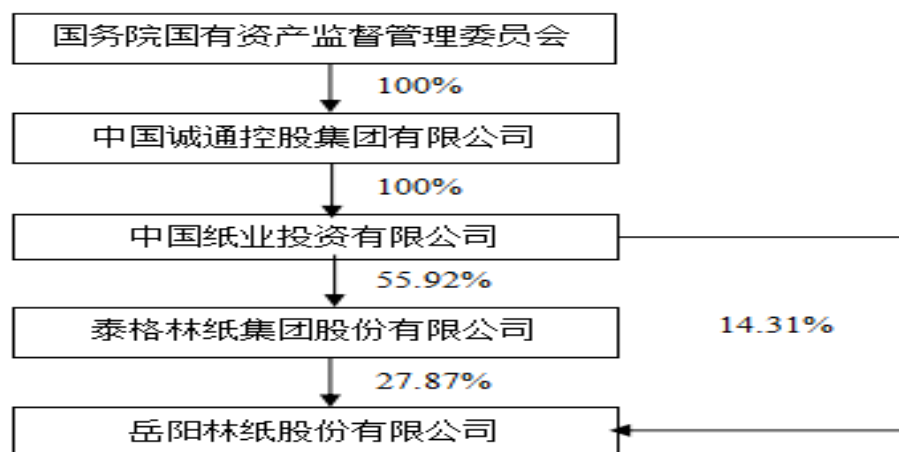 国务院国有资产监督管理委员会
100%
中国诚通控股集团有限公司
100%
中国纸业投资有限公司
55.92%
泰格林纸集团股份有限公司
14.31%
27.87%
岳阳林纸股份有限公司